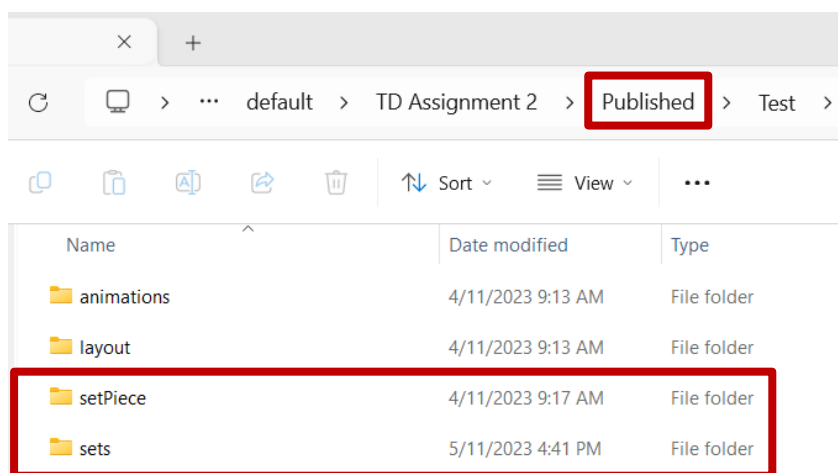 default > TD Assignment 2 > Published > Test >
Sort View
Name Date modified Type
animations 4/11/2023 9:13 AM File folder
layout 4/11/2023 9:13 AM File folder
setPiece 4/11/2023 9:17 AM File folder
sets 5/11/2023 4:41 PM File folder